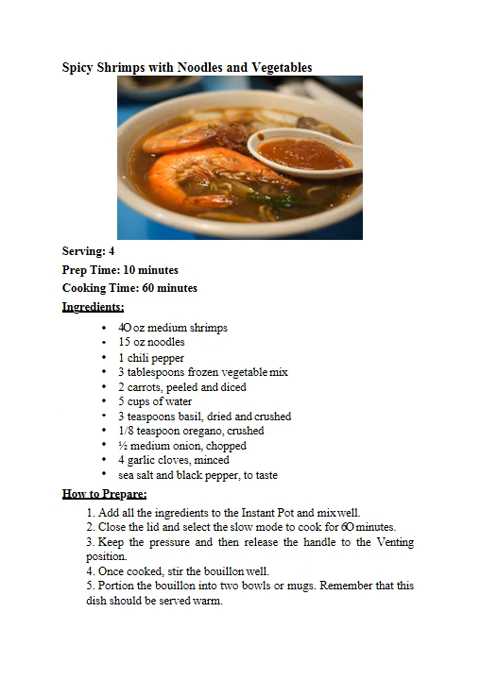 Spicy Shrimps with Noodles and Vegetables
Serving: 4
Prep Time: 10 minutes
Cooking Time: 60 minutes
Ingredients:
• 40 oz medium shrimps
• 15 oz noodles
• 1 chili pepper
• 3 tablespoons frozen vegetable mix
• 2 carrots, peeled and diced
• 5 cups of water
• 3 teaspoons basil, dried and crushed
• 1/8 teaspoon oregano, crushed
• ½ medium onion, chopped
• 4 garlic cloves, minced
• sea salt and black pepper, to taste
How to Prepare:
1. Add all the ingredients to the Instant Pot and mix well.
2. Close the lid and select the slow mode to cook for 60 minutes.
3. Keep the pressure and then release the handle to the Venting
position.
4. Once cooked, stir the bouillon well.
5. Portion the bouillon into two bowls or mugs. Remember that this
dish should be served warm.